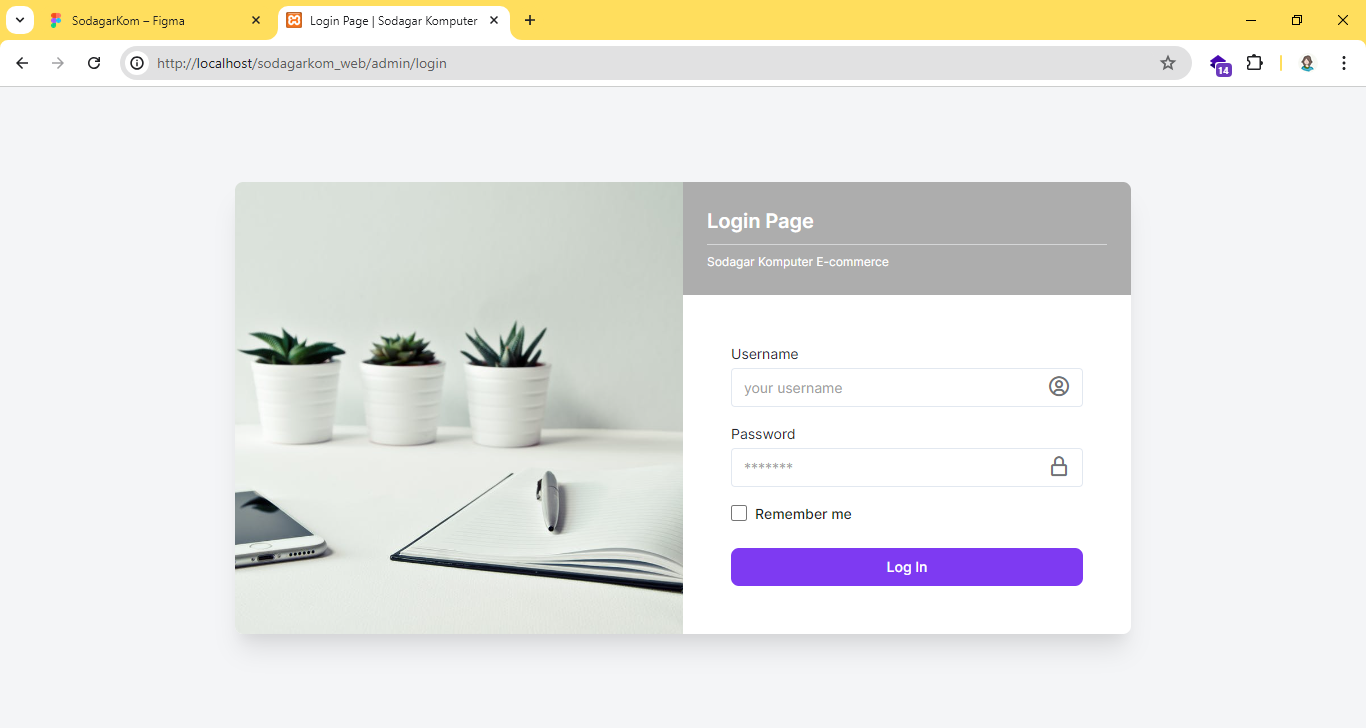 SodagarKom – Figma
Login Page | Sodagar Komputer
http://localhost/sodagarkom_web/admin/login
14
Login Page
Sodagar Komputer E-commerce
Username
your username
Password
*******
Remember me
Log In